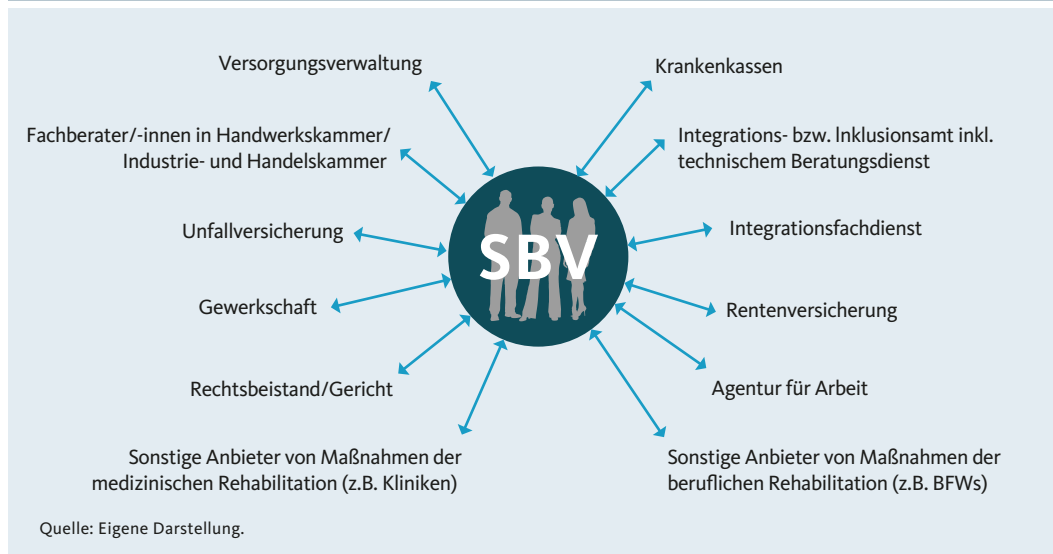 Versorgungsverwaltung
Krankenkassen
Fachberater/-innen in Handwerkskammer/
Industrie- und Handelskammer
Integrations- bzw. Inklusionsamt inkl.
technischem Beratungsdienst
Unfallversicherung
SBV
Integrationsfachdienst
Gewerkschaft
Rentenversicherung
Rechtsbeistand/Gericht
Agentur für Arbeit
Sonstige Anbieter von Maßnahmen der
medizinischen Rehabilitation (z.B. Kliniken)
Sonstige Anbieter von Maßnahmen der
beruflichen Rehabilitation (z.B. BFWs)
Quelle: Eigene Darstellung.